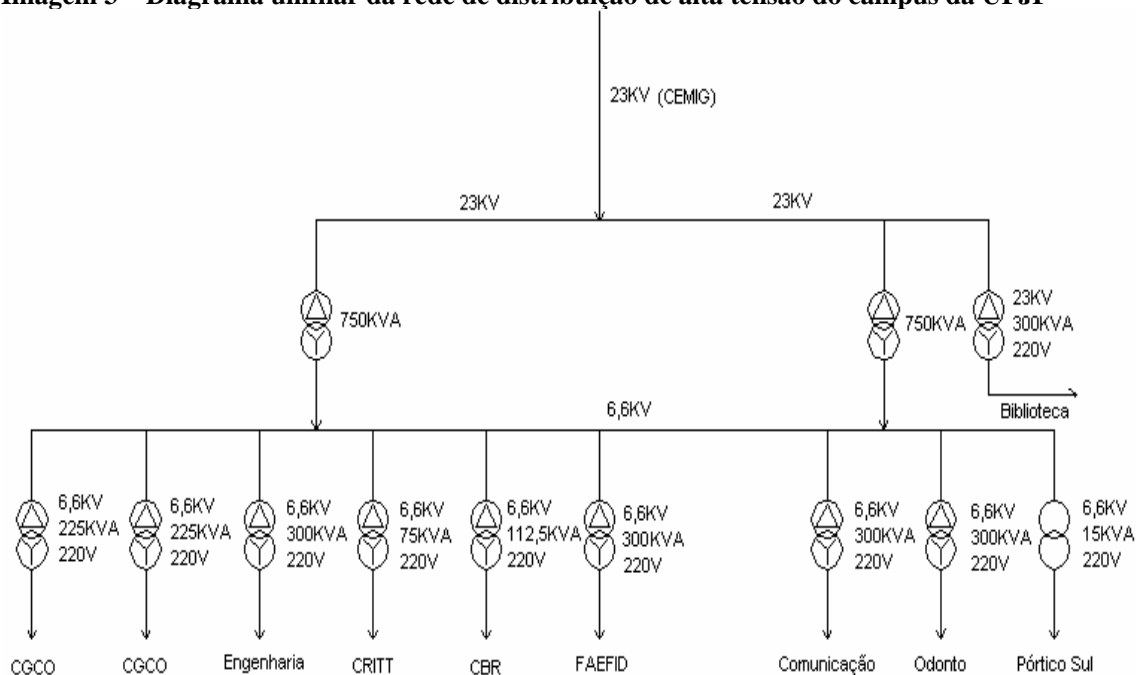 Imagem 3 – Diagrama unifilar da rede de distribuição de alta tensão do campus da UFJF
23KV (CEMIG)
23KV
23KV
750KVA
750KVA
23KV
300KVA
220V
Biblioteca
6,6KV
6,6KV
225KVA
220V
6,6KV
225KVA
220V
6,6KV
300KVA
220V
6,6KV
75KVA
220V
6,6KV
112,5KVA
220V
6,6KV
300KVA
220V
6,6KV
300KVA
220V
6,6KV
300KVA
220V
6,6KV
15KVA
220V
CGCO
CGCO
Engenharia
CRITT
CBR
FAEFID
Comunicação
Odonto
Pórtico Sul